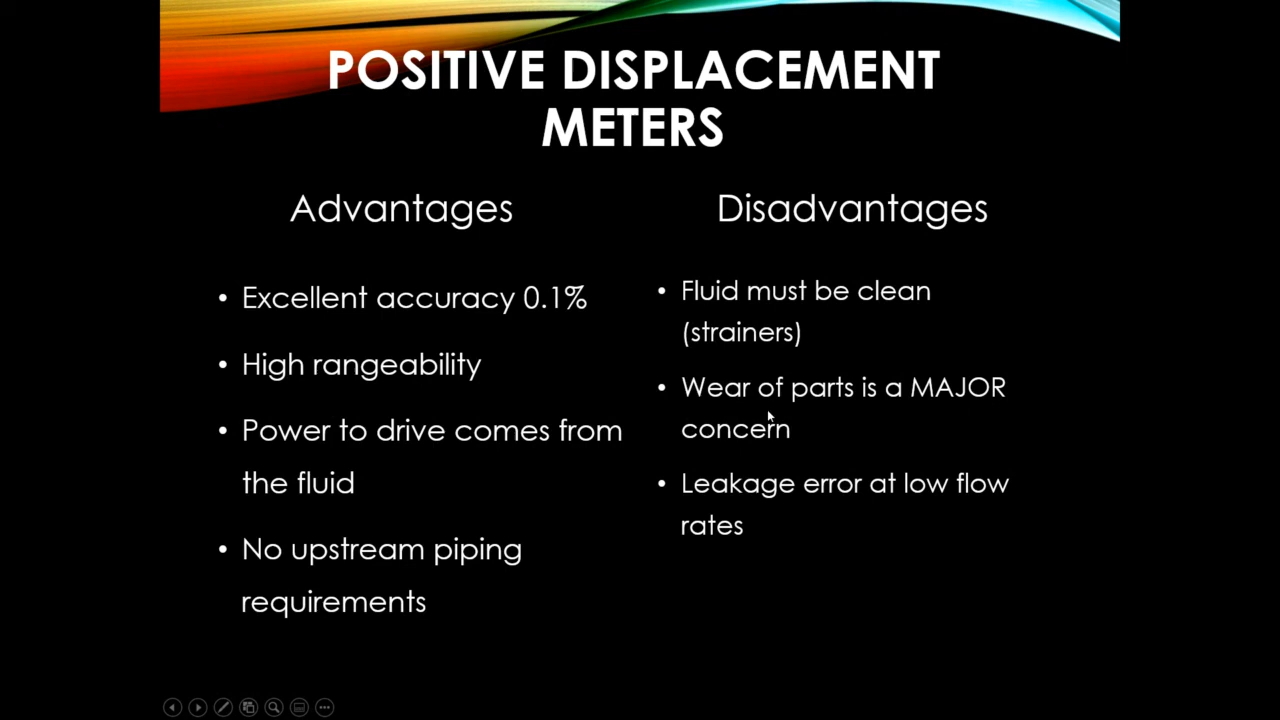 POSITIVE DISPLACEMENT
METERS
Advantages
• Excellent accuracy 0.1%
• High rangeability
• Power to drive comes from
the fluid
• No upstream piping
requirements
Disadvantages
• Fluid must be clean
(strainers)
• Wear of parts is a MAJOR
concern
• Leakage error at low flow
rates